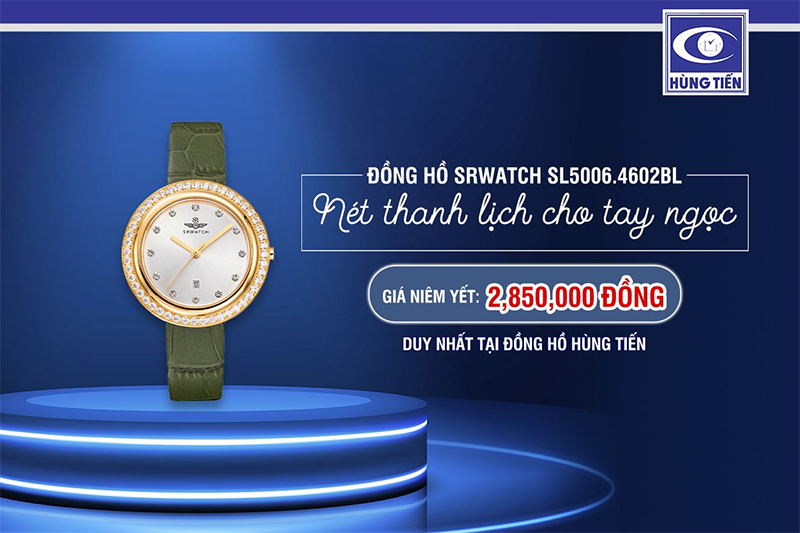 HÙNG TIẾN
ĐỒNG HỒ SRWATCH SL5006.4602BL
Nét thanh lịch cho tay ngọc
SR
SRWATCH
GIÁ NIÊM YẾT: 2,850,000 ĐỒNG
DUY NHẤT TẠI ĐỒNG HỒ HÙNG TIẾN